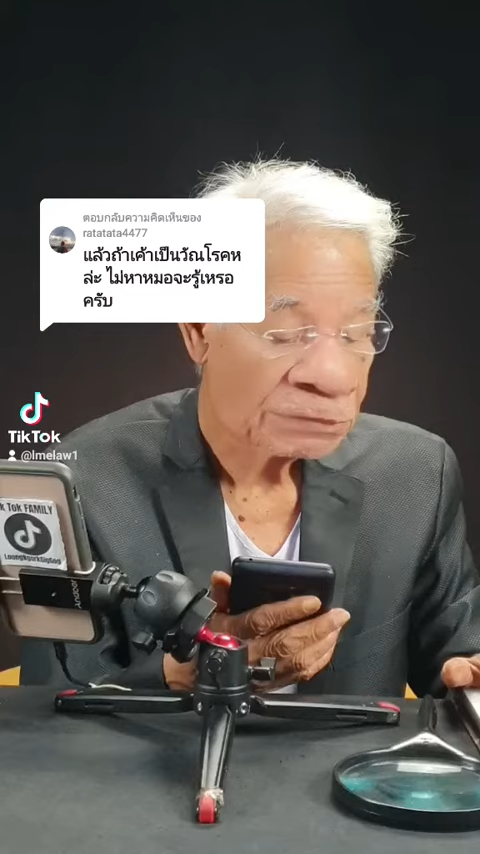 ตอบกลับความคิดเห็นของ
ratatata4477
แล้วถ้าเค้าเป็นวัณโรคห
ล่ะ ไม่หาหมอจะรู้เหรอ
ครับ
TikTok
@lmelaw1
k Tok FAMILY